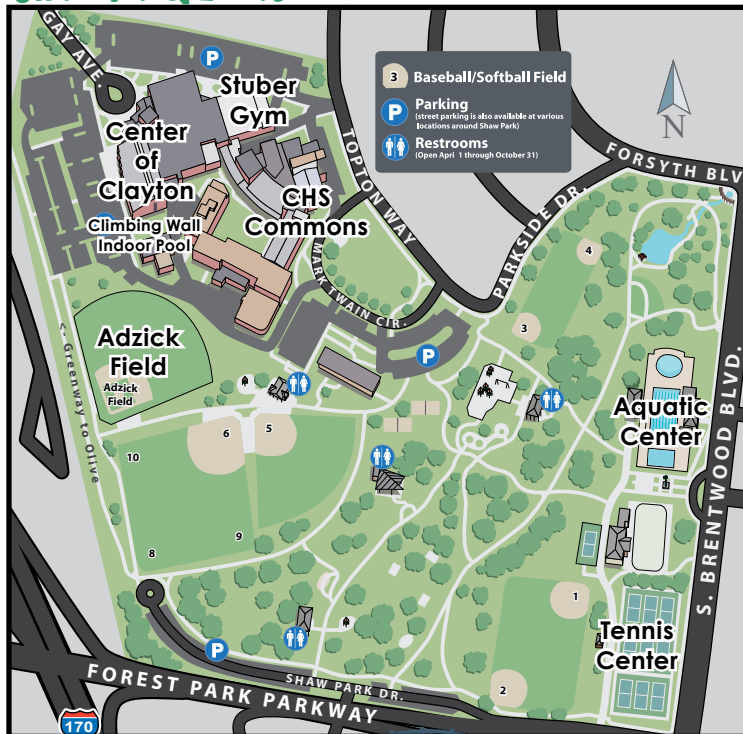 GAY AVE.
P
Stuber
Gym
Center
of
Clayton
Climbing Wall
Indoor Pool
CHS
Commons
3 Baseball/Softball Field
P Parking
(street parking is also available at various
locations around Shaw Park)
Restrooms
(Open Apri 1 through October 31)
N
TOPTON WAY
FORSYTH BLV
PARKSIDE DR.
MARK TWAIN CIR.
4
3
P
Adzick
Field
Adzick
Field
<- Greenway to Olive
6
5
10
9
8
Aquatic
Center
S. BRENTWOOD BLVD.
1
2
Tennis
Center
P
SHAW PARK DR.
FOREST PARK PARKWAY
170